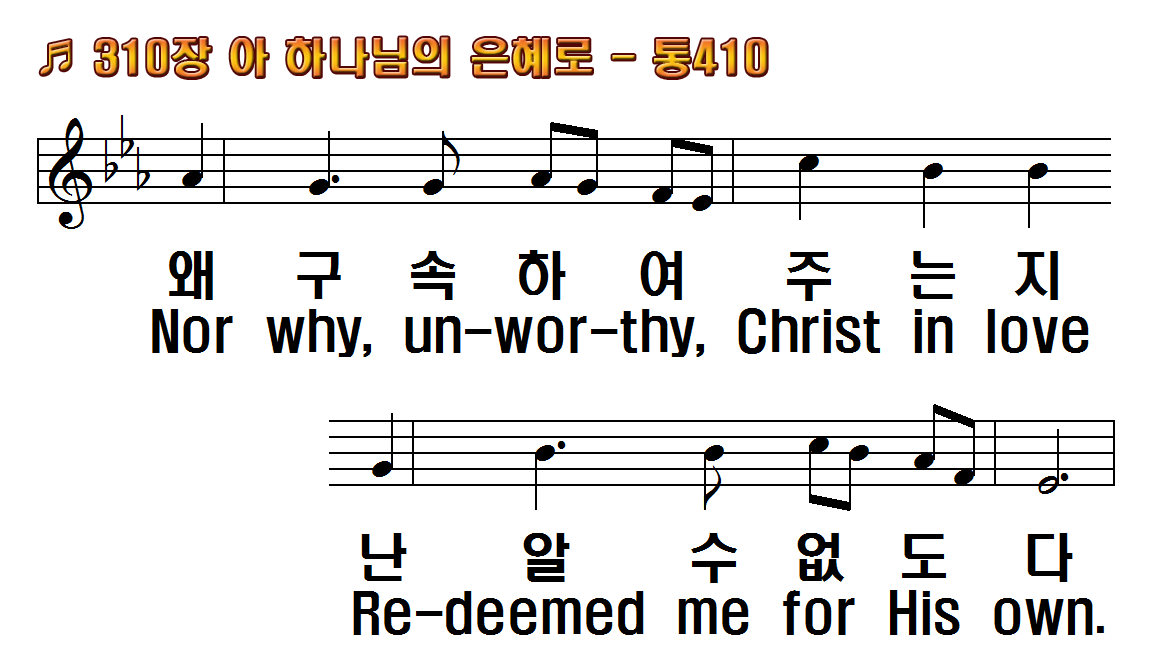 ♬ 310장 아 하나님의 은혜로 - 통410
왜 구 속 하 여 주 는 지
Nor why, un-wor-thy, Christ in love
난 알 수 없 도 다
Re-deemed me for His own.